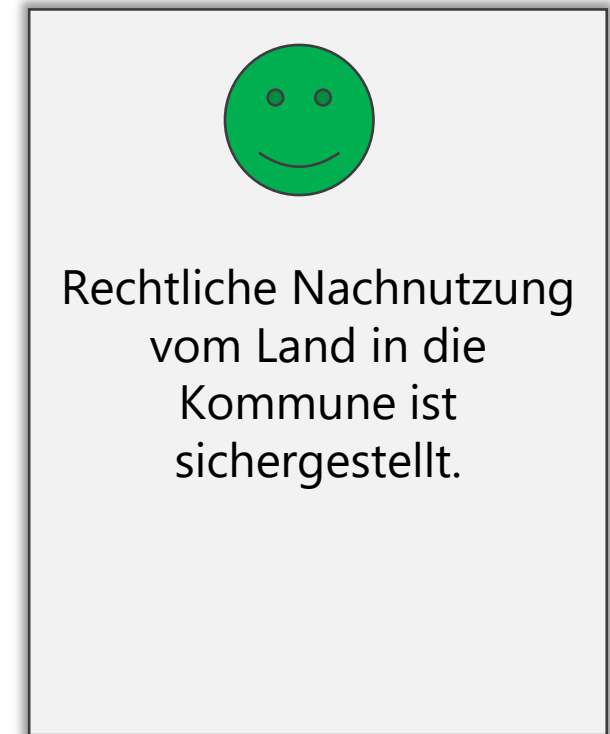 Rechtliche Nachnutzung
vom Land in die
Kommune ist
sichergestellt.